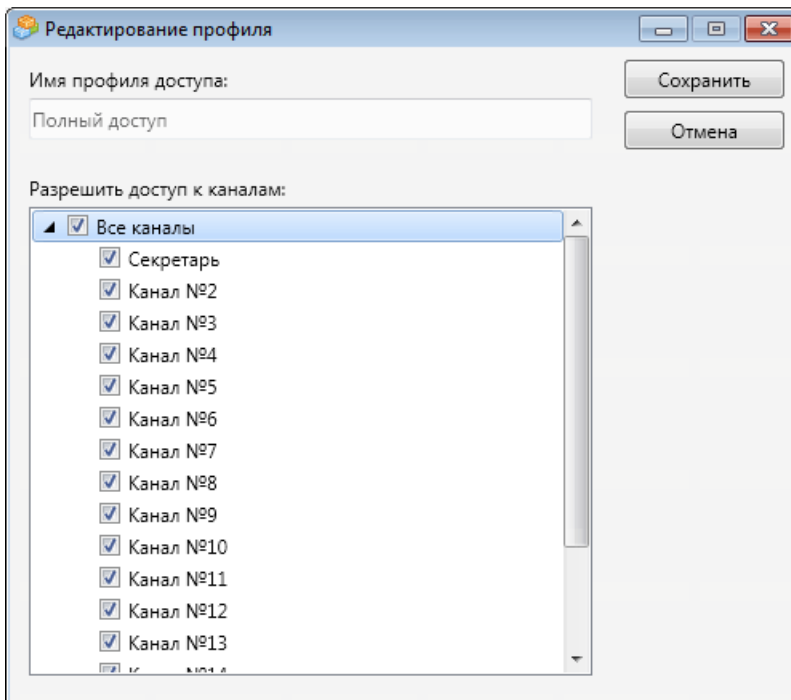 Редактирование профиля
Имя профиля доступа:
Сохранить
Полный доступ
Отмена
Разрешить доступ к каналам:
Все каналы
Секретарь
Канал №2
Канал №3
Канал №4
Канал №5
Канал №6
Канал №7
Канал №8
Канал №9
Канал №10
Канал №11
Канал №12
Канал №13